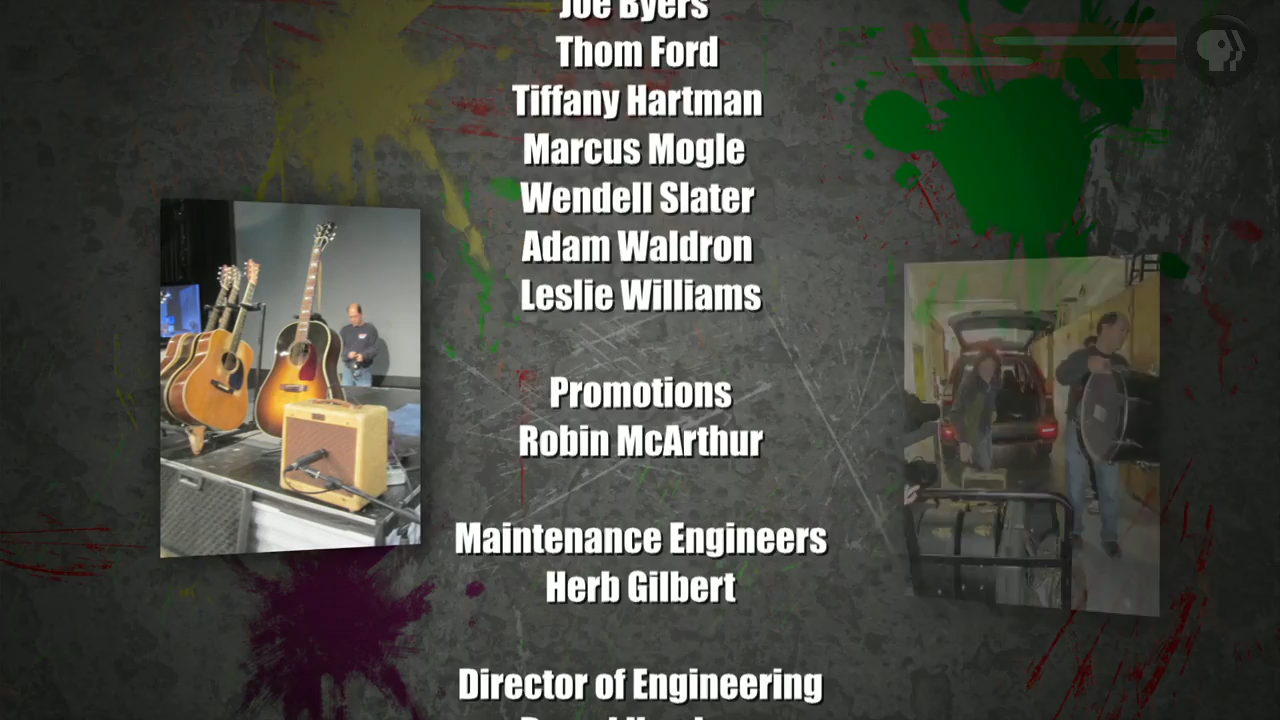 Joe Byers
Thom Ford
Tiffany Hartman
Marcus Mogle
Wendell Slater
Adam Waldron
Leslie Williams
Promotions
Robin McArthur
Maintenance Engineers
Herb Gilbert
Director of Engineering